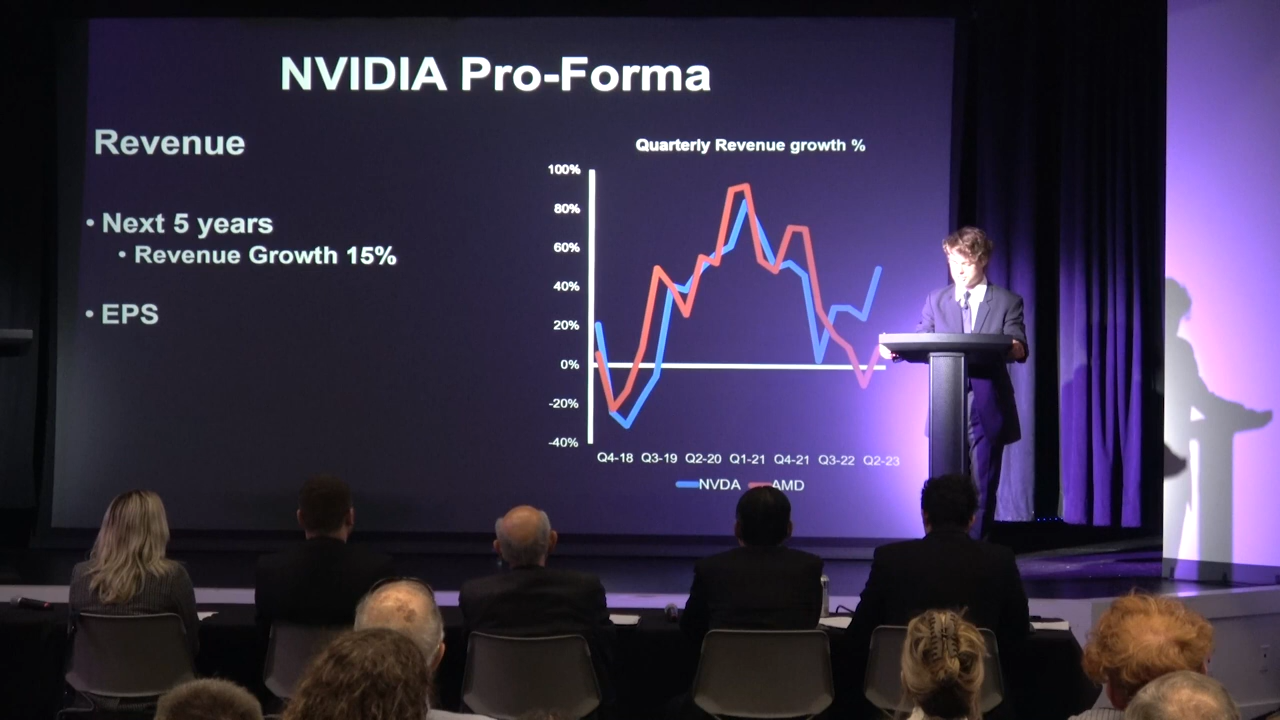 NVIDIA Pro-Forma
Revenue
• Next 5 years
• Revenue Growth 15%
• EPS
Quarterly Revenue growth %
100%
80%
60%
40%
20%
0%
-20%
-40%
Q4-18 Q3-19 Q2-20 Q1-21 Q4-21 Q3-22 Q2-23
NVDA AMD